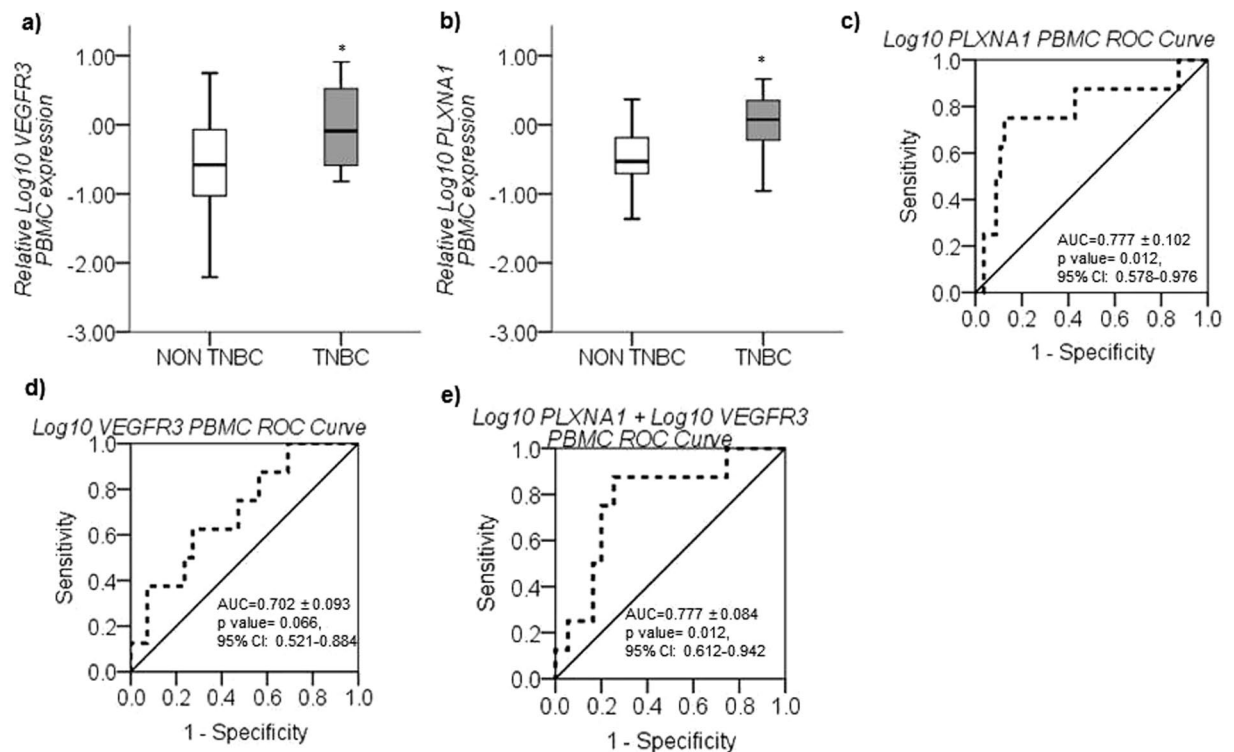 a)
Relative Log10 VEGFR3
PBMC expression
1.00
.00
-1.00
-2.00
-3.00
*
NON TNBC
TNBC
b)
Relative Log10 PLXNA1
PBMC expression
1.00
.00
-1.00
-2.00
-3.00
*
NON TNBC
TNBC
c)
Log10 PLXNA1 PBMC ROC Curve
Sensitivity
1.0
0.8
0.6
0.4
0.2
0.0
AUC=0.777 ±0.102
p value= 0.012,
95% CI: 0.578-0.976
0.0 0.2 0.4 0.6 0.8 1.0
1 - Specificity
d)
Log10 VEGFR3 PBMC ROC Curve
Sensitivity
1.0
0.8
0.6
0.4
0.2
0.0
AUC=0.702 ±0.093
p value= 0.066,
95% CI: 0.521-0.884
0.0 0.2 0.4 0.6 0.8 1.0
1 - Specificity
e)
Log10 PLXNA1 + Log10 VEGFR3
PBMC ROC Curve
Sensitivity
1.0
0.8
0.6
0.4
0.2
0.0
AUC=0.777 ±0.084
p value= 0.012,
95% CI: 0.612-0.942
0.0 0.2 0.4 0.6 0.8 1.0
1 - Specificity